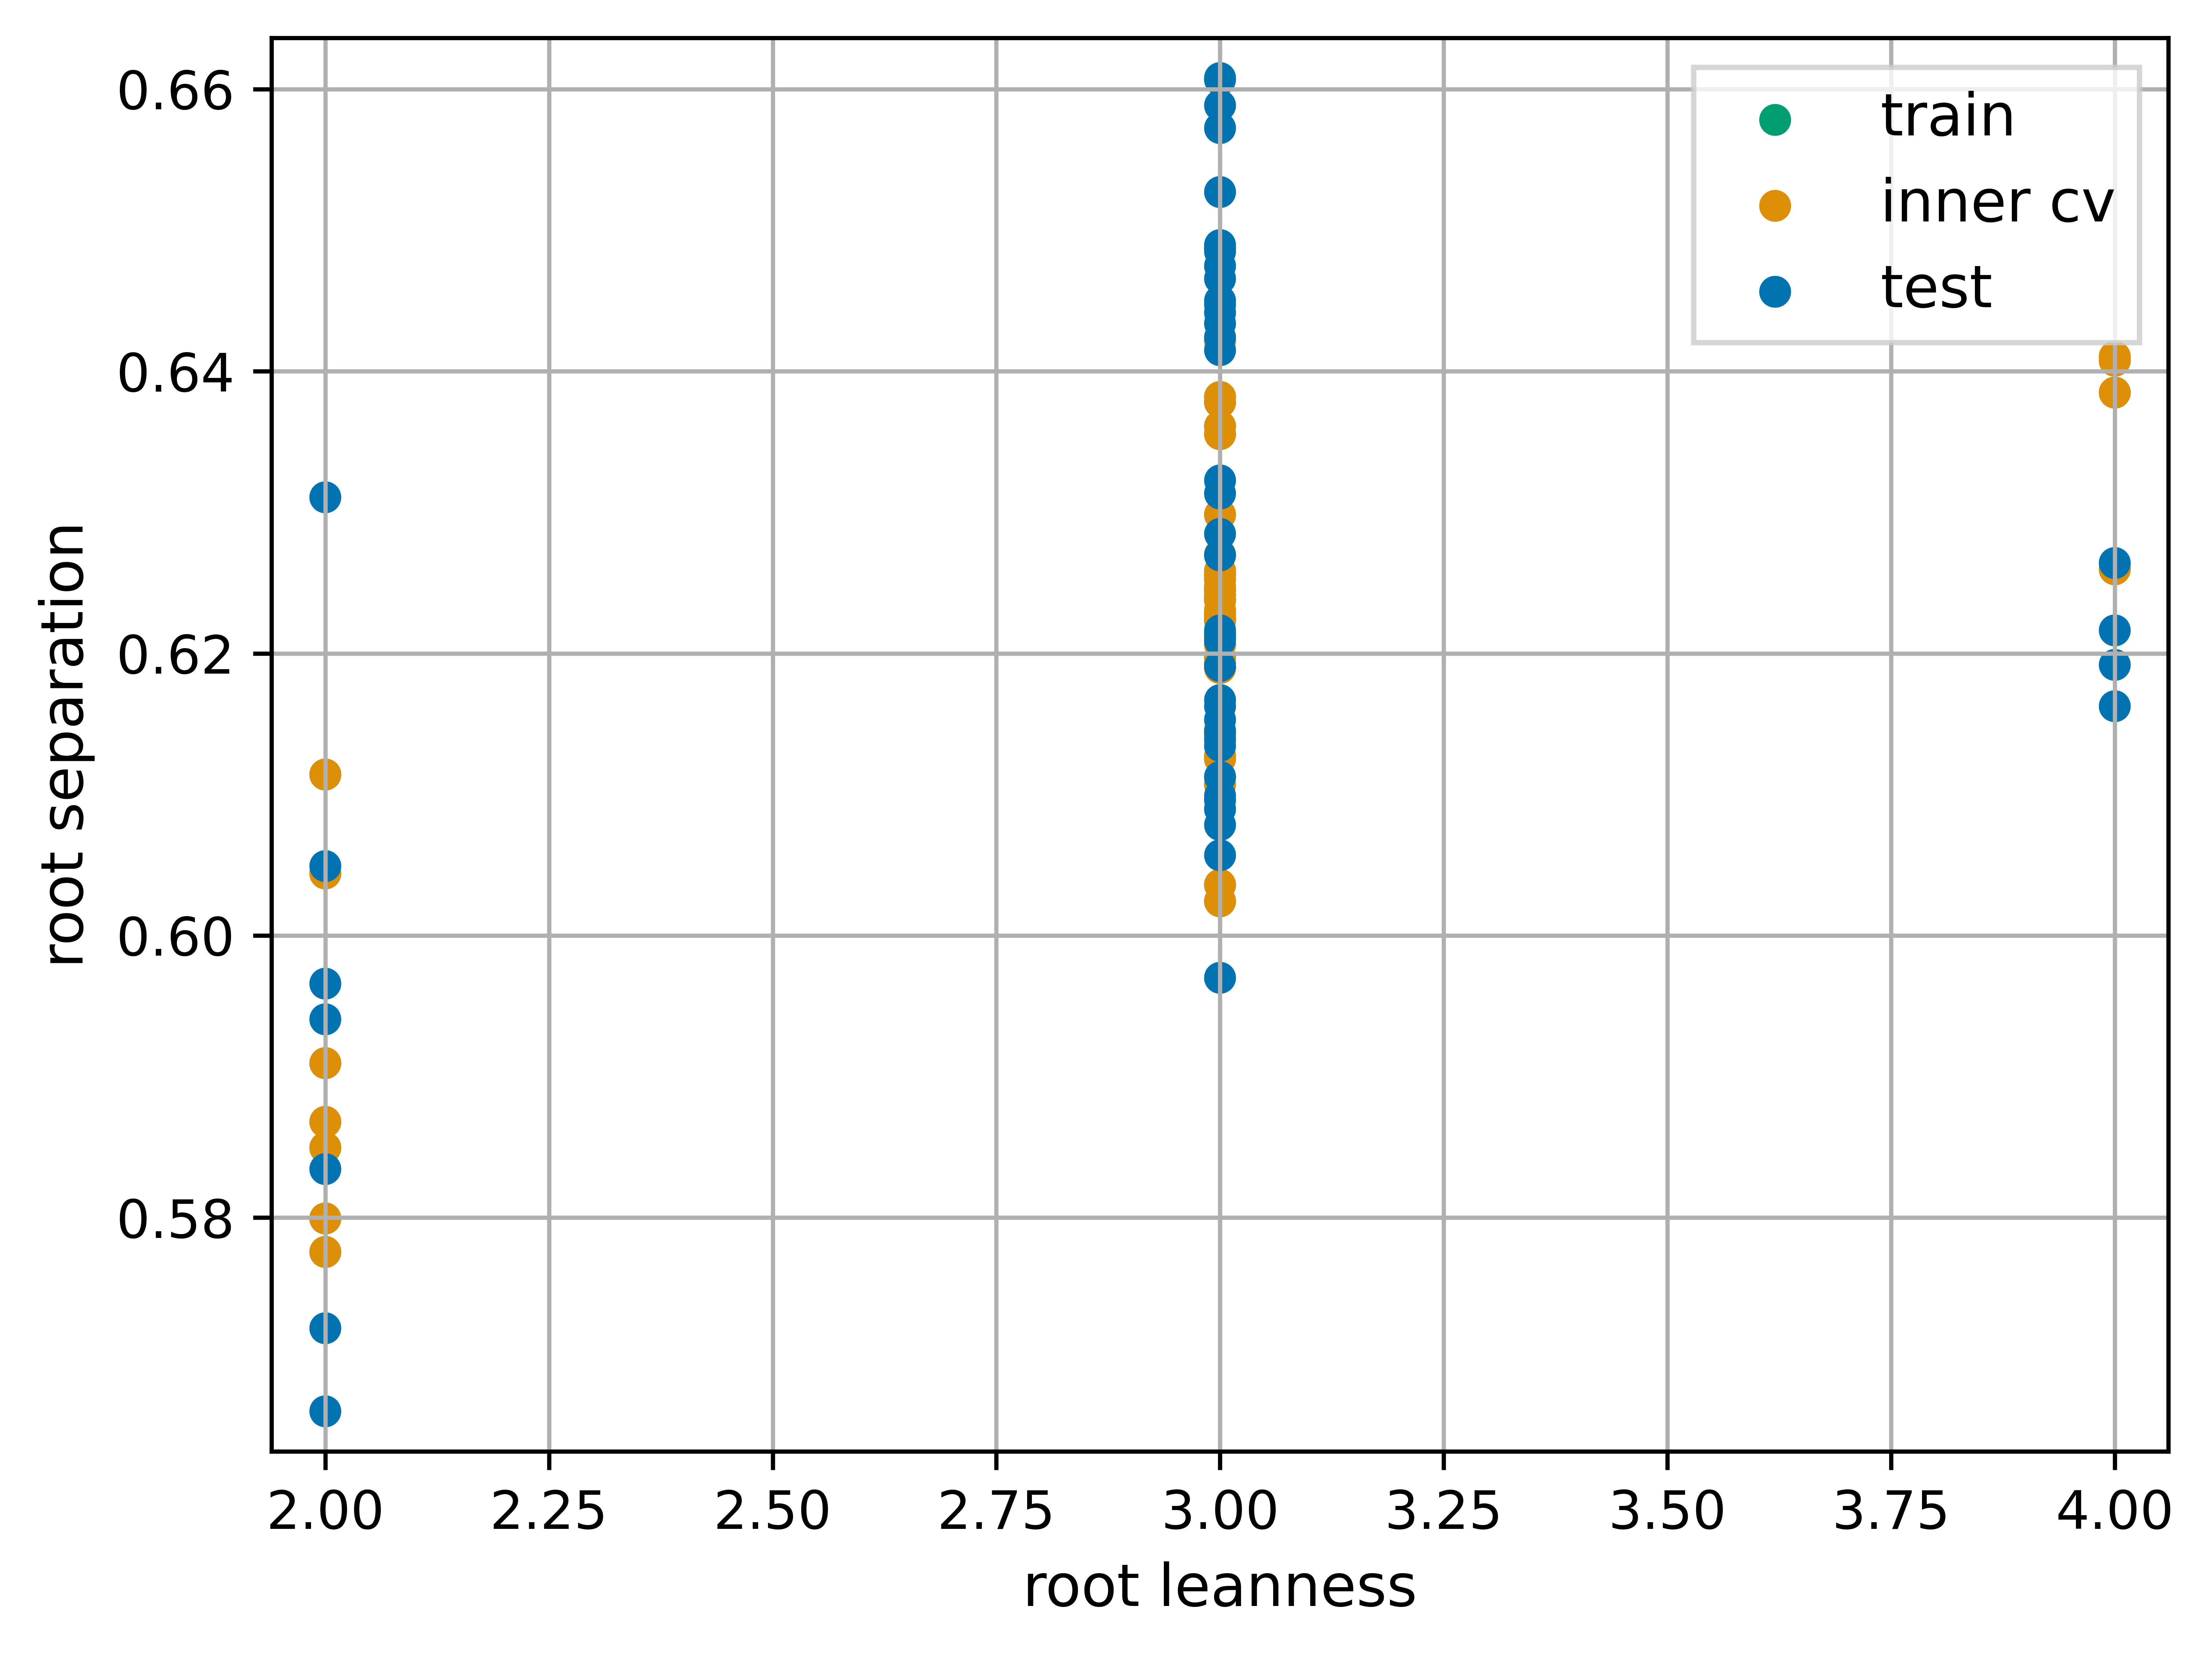 0.66
0.64
0.62
0.60
0.58
root separation
train
inner cv
test
2.00 2.25 2.50 2.75 3.00 3.25 3.50 3.75 4.00
root leanness